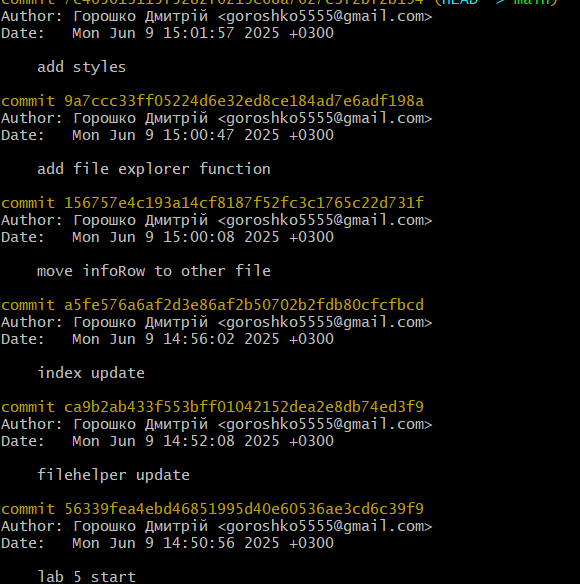 Author: Горошко Дмитрій <goroshko5555@gmail.com>
Date:   Mon Jun 9 15:01:57 2025 +0300
add styles
commit 9a7ccc33ff05224d6e32ed8ce184ad7e6adf198a
Author: Горошко Дмитрій <goroshko5555@gmail.com>
Date:   Mon Jun 9 15:00:47 2025 +0300
add file explorer function
commit 156757e4c193a14cf8187f52fc3c1765c22d731f
Author: Горошко Дмитрій <goroshko5555@gmail.com>
Date:   Mon Jun 9 15:00:08 2025 +0300
move infoRow to other file
commit a5fe576a6af2d3e86af2b50702b2fdb80cfcfbcd
Author: Горошко Дмитрій <goroshko5555@gmail.com>
Date:   Mon Jun 9 14:56:02 2025 +0300
index update
commit ca9b2ab433f553bff01042152dea2e8db74ed3f9
Author: Горошко Дмитрій <goroshko5555@gmail.com>
Date:   Mon Jun 9 14:52:08 2025 +0300
filehelper update
commit 56339fea4ebd46851995d40e60536ae3cd6c39f9
Author: Горошко Дмитрій <goroshko5555@gmail.com>
Date:   Mon Jun 9 14:50:56 2025 +0300
lab 5 start